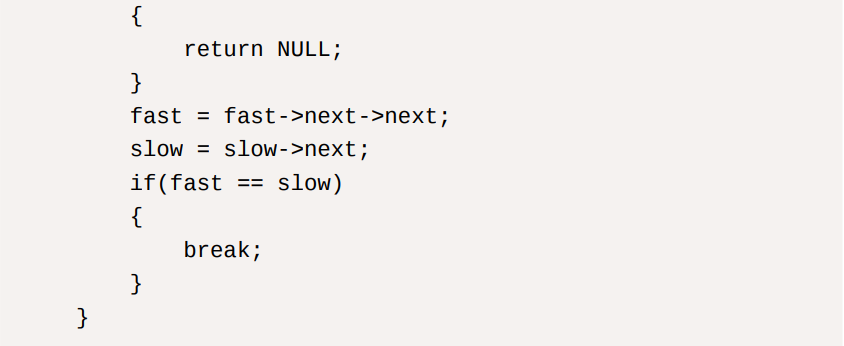 {
return NULL;
}
fast = fast->next->next;
slow = slow->next;
if(fast == slow)
{
break;
}
}